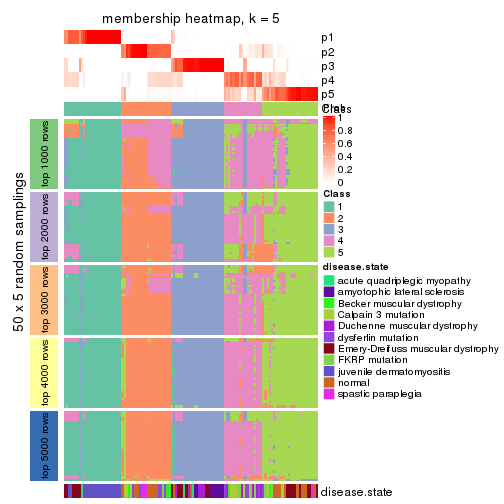 membership heatmap, k = 5
p1
p2
p3
p4
p5
Class
1
0.8
0.6
0.4
0.2
0
Class
1
2
3
4
5
disease.state
acute quadriplegic myopathy
amyotophic lateral sclerosis
Becker muscular dystrophy
Calpain 3 mutation
Duchenne muscular dystrophy
dysferlin mutation
Emery-Dreifuss muscular dystrophy
FKRP mutation
juvenile dermatomyositis
normal
spastic paraplegia
50 x 5 random samplings
top 1000 rows
top 2000 rows
top 3000 rows
top 4000 rows
top 5000 rows
disease.state